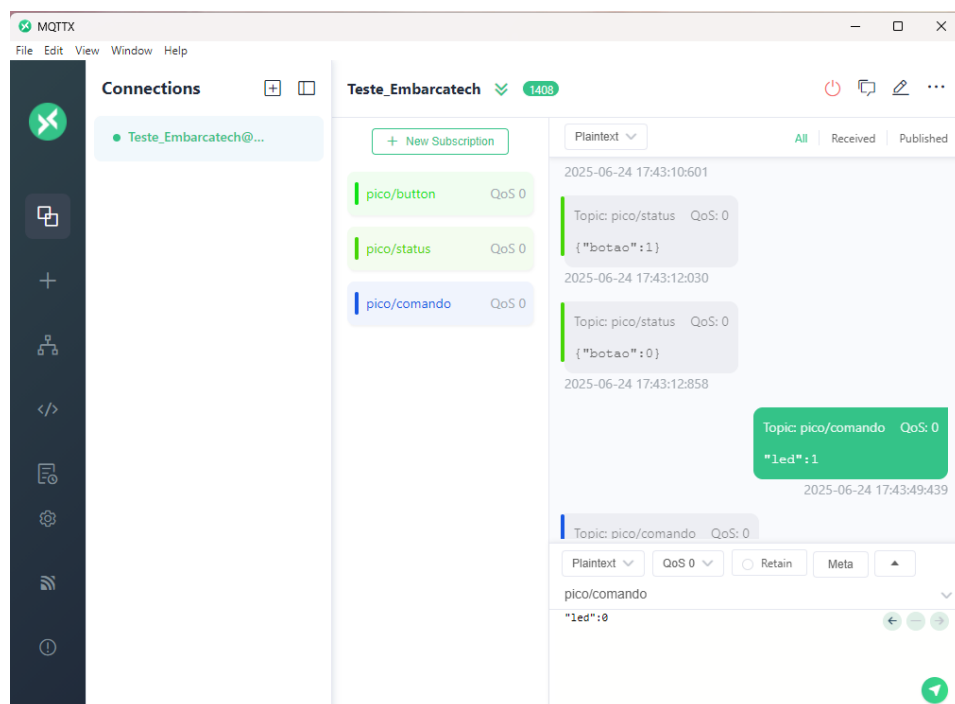 MQTTX
File Edit View Window Help
Connections
Teste_Embarcatech@...
Teste_Embarcatech 1408
+ New Subscription
pico/button QoS 0
pico/status QoS 0
pico/comando QoS 0
Plaintext All Received Published
2025-06-24 17:43:10:601
Topic: pico/status QoS: 0
{"botao":1}
2025-06-24 17:43:12:030
Topic: pico/status QoS: 0
{"botao":0}
2025-06-24 17:43:12:858
Topic: pico/comando QoS: 0
"led":1
2025-06-24 17:43:49:439
Topic: pico/comando QoS: 0
Plaintext QoS 0 Retain Meta
pico/comando
"led":0